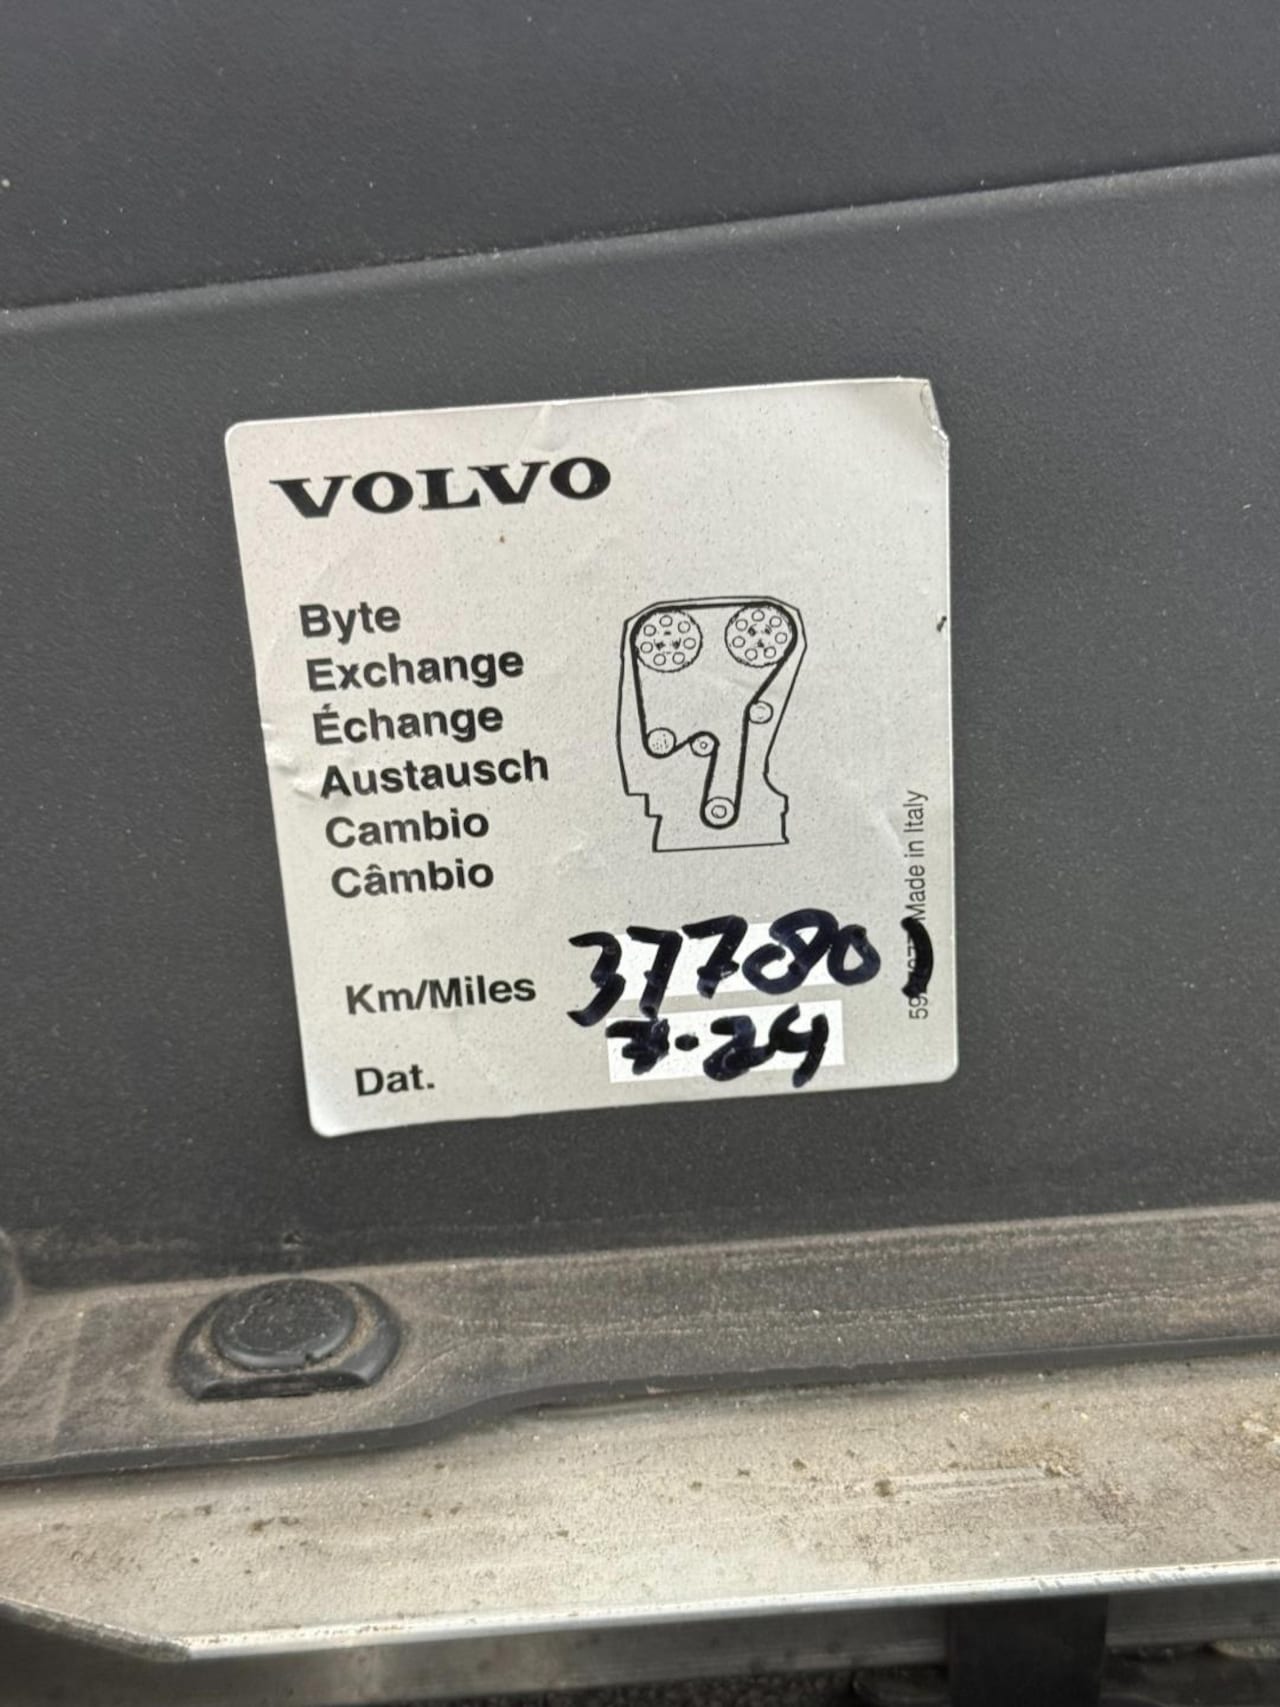 VOLVO
Byte
Exchange
Échange
Austausch
Cambio
Câmbio
Km/Miles 37780
Dat. 7-24
Made in Italy